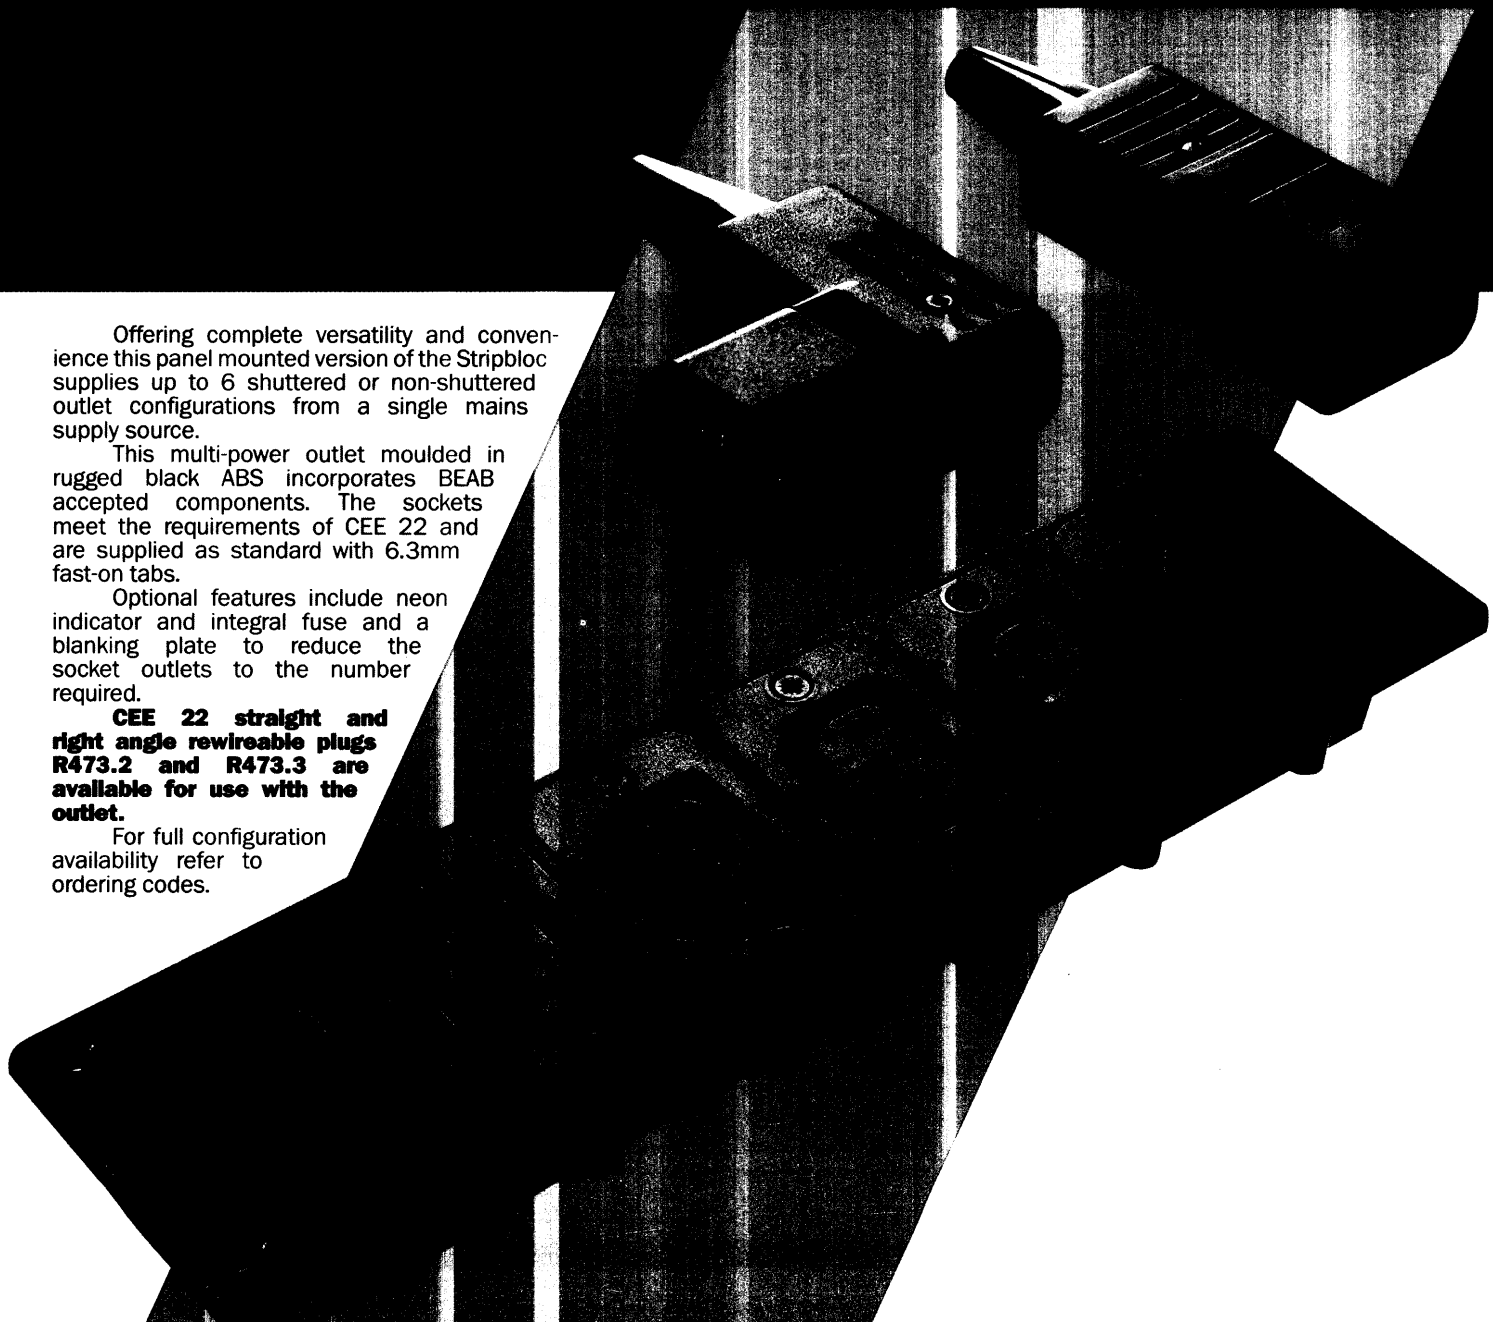 Offering complete versatility and conven-
ience this panel mounted version of the Stripbloc
supplies up to 6 shuttered or non-shuttered
outlet configurations from a single mains
supply source.
This multi-power outlet moulded in
rugged black ABS incorporates BEAB
accepted components. The sockets
meet the requirements of CEE 22 and
are supplied as standard with 6.3mm
fast-on tabs.
Optional features include neon
indicator and integral fuse and a
blanking plate to reduce the
socket outlets to the number
required.
CEE 22 straight and
right angle rewireable plugs
R473.2 and R473.3 are
available for use with the
outlet.
For full configuration
availability refer to
ordering codes.